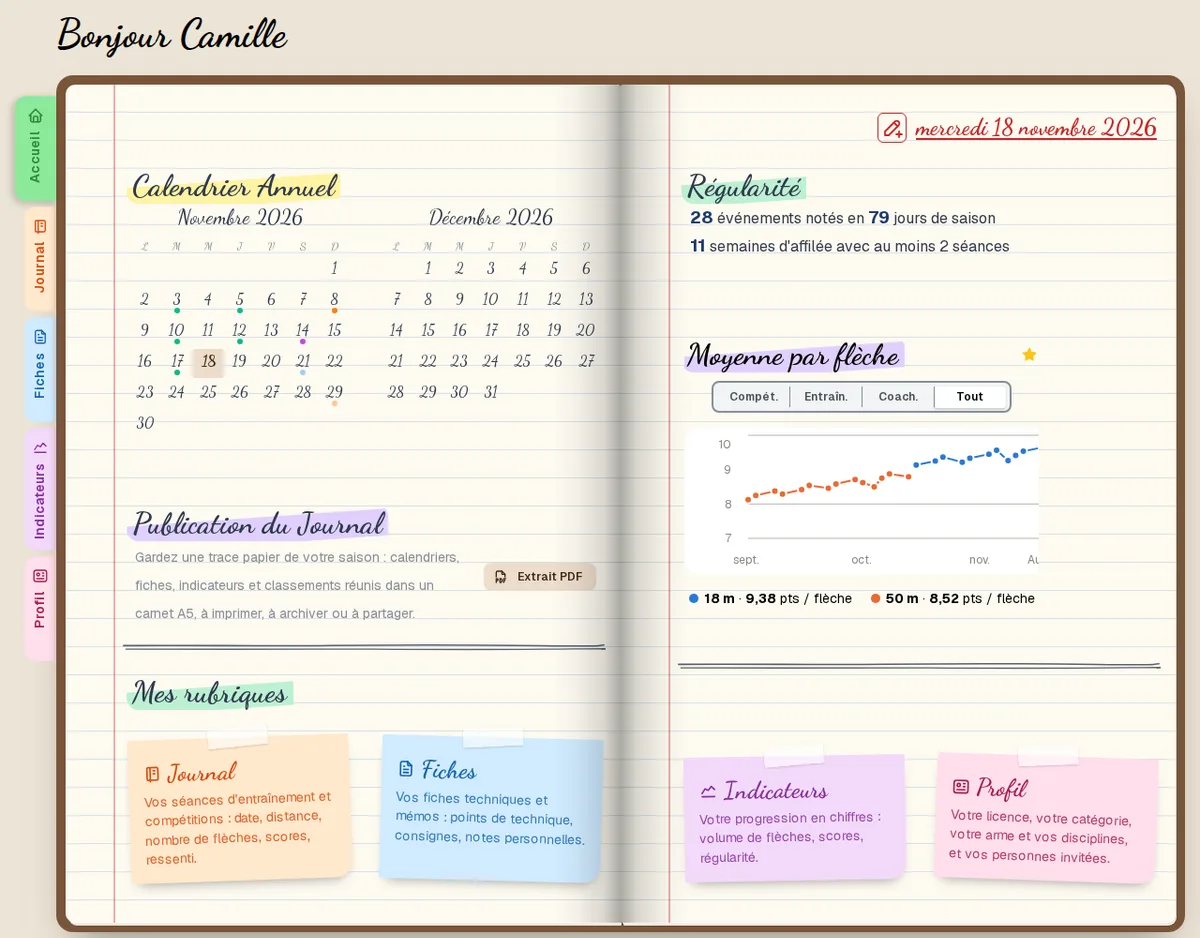 Bonjour Camille
Accueil
Journal
Fiches
Indicateurs
Profil
Calendrier Annuel
Novembre 2026
L M M J V S D
1
2 3 4 5 6 7 8
9 10 11 12 13 14 15
16 17 18 19 20 21 22
23 24 25 26 27 28 29
30
Décembre 2026
L M M J V S D
1 2 3 4 5 6
7 8 9 10 11 12 13
14 15 16 17 18 19 20
21 22 23 24 25 26 27
28 29 30 31
Publication du Journal
Gardez une trace papier de votre saison : calendriers,
fiches, indicateurs et classements réunis dans un
carnet A5, à imprimer, à archiver ou à partager.
Extrait PDF
Mes rubriques
Journal
Vos séances d'entraînement et
compétitions : date, distance,
nombre de flèches, scores,
ressenti.
Fiches
Vos fiches techniques et
mémos : points de technique,
consignes, notes personnelles.
mercredi 18 novembre 2026
Régularité
28 événements notés en 79 jours de saison
11 semaines d'affilée avec au moins 2 séances
Moyenne par flèche
Compét. Entraîn. Coach. Tout
10
9
8
7
sept. oct. nov. Au
18 m · 9,38 pts / flèche 50 m · 8,52 pts / flèche
Indicateurs
Votre progression en chiffres :
volume de flèches, scores,
régularité.
Profil
Votre licence, votre catégorie,
votre arme et vos disciplines,
et vos personnes invitées.